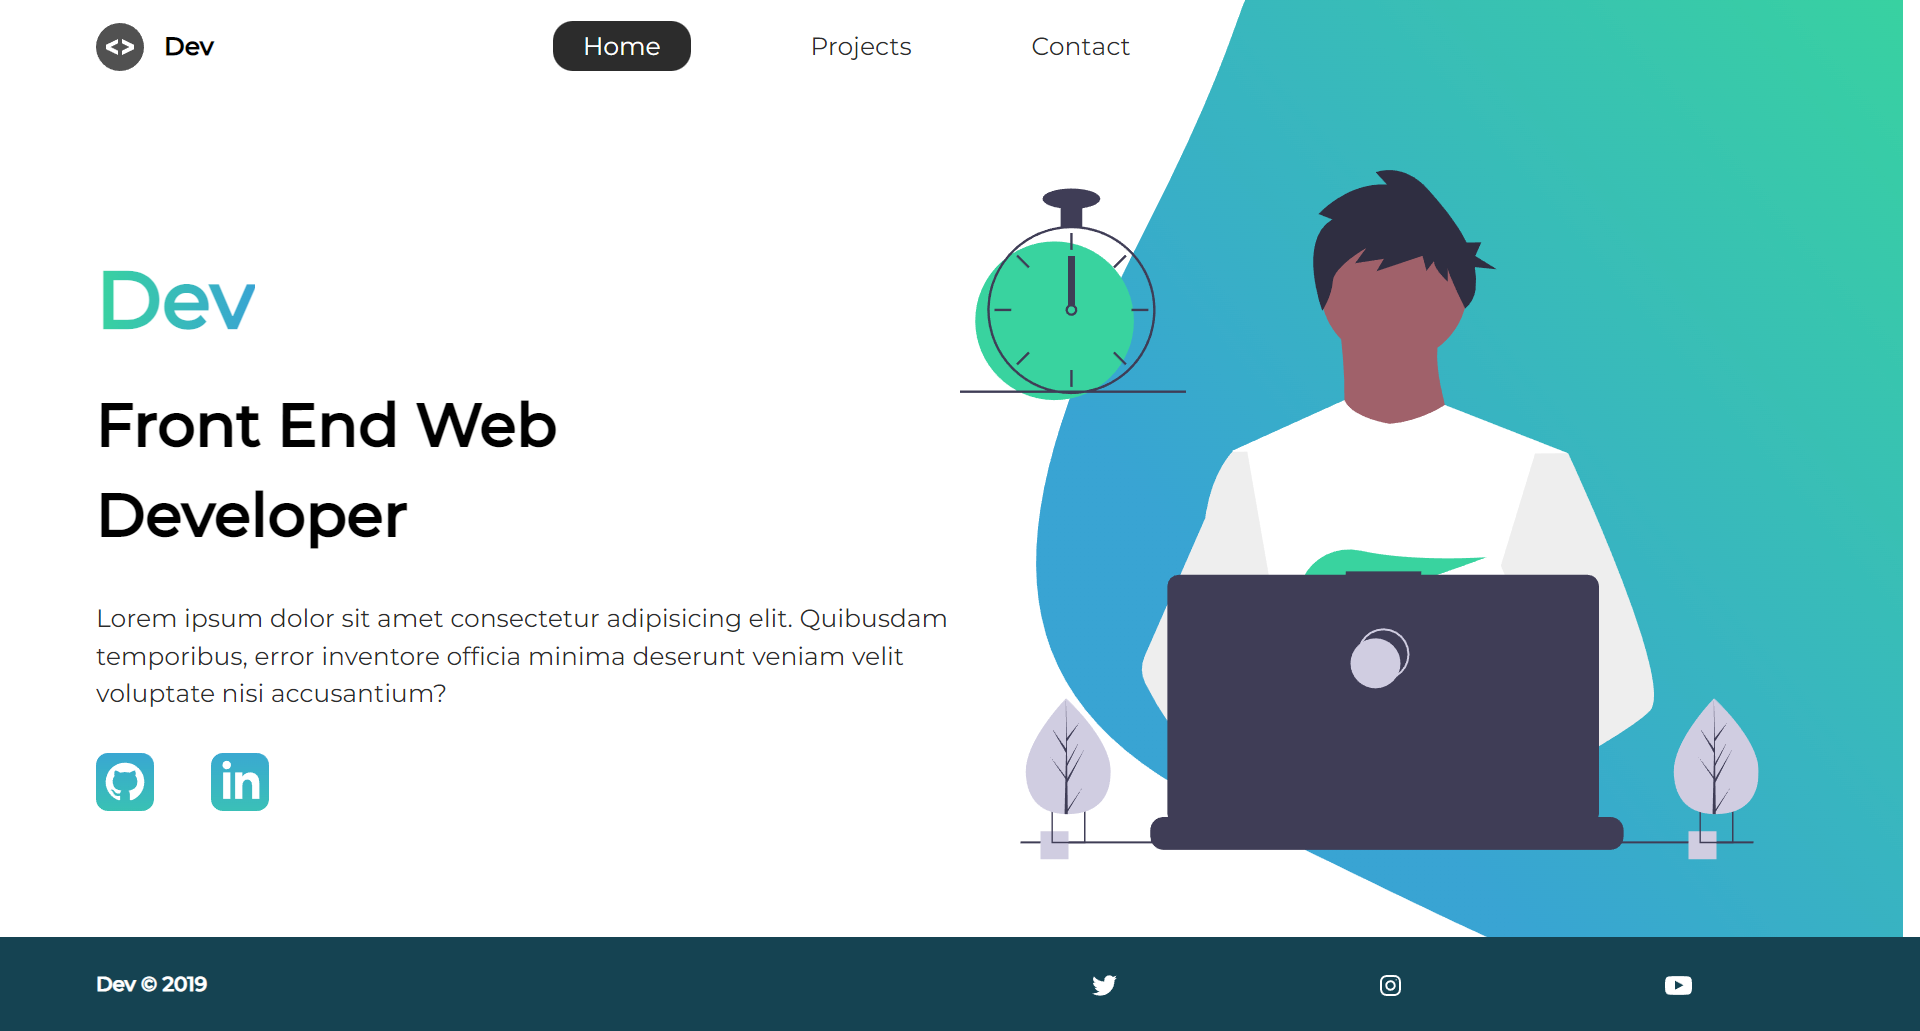 Dev
Home
Projects
Contact
Dev
Front End Web
Developer
Lorem ipsum dolor sit amet consectetur adipisicing elit. Quibusdam
temporibus, error inventore officia minima deserunt veniam velit
voluptate nisi accusantium?
in
Dev © 2019